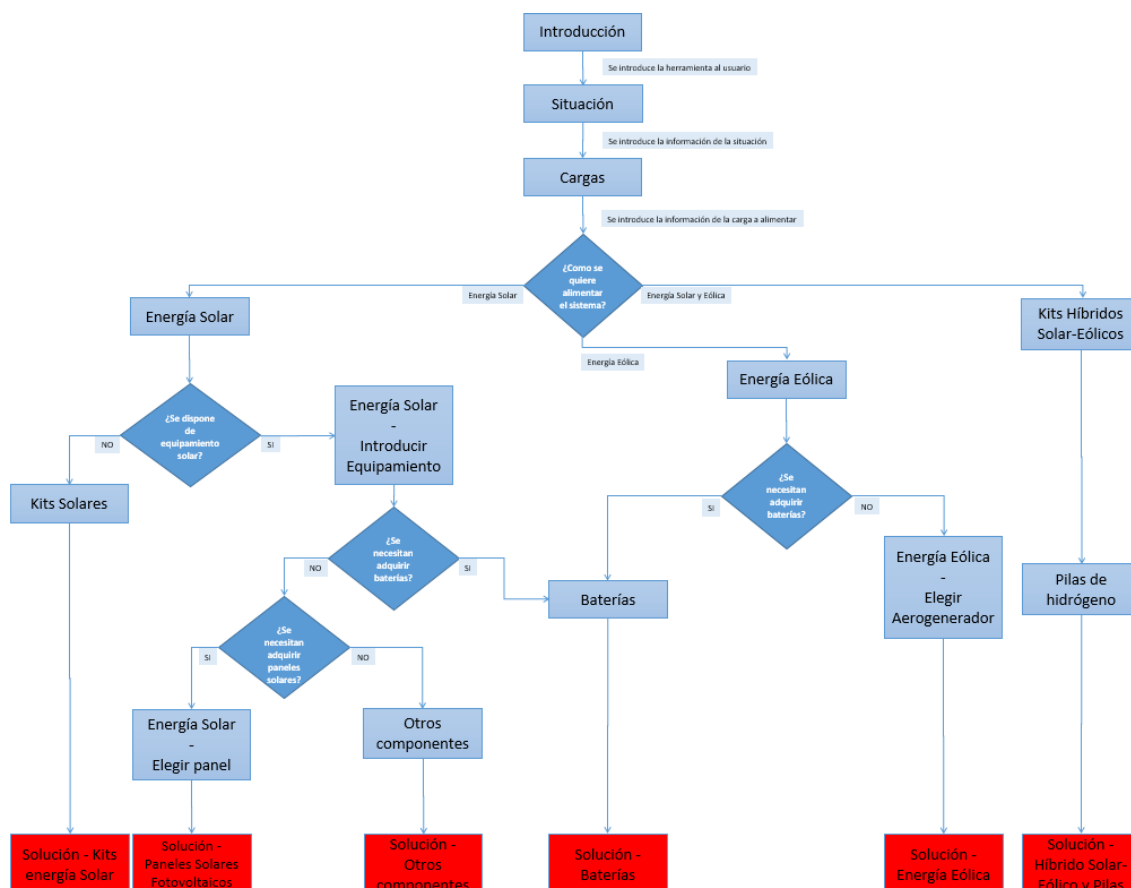 Introducción
Se introduce la herramienta al usuario
Situación
Se introduce la información de la situación
Cargas
Se introduce la información de la carga a alimentar
¿Como se
quiere
alimentar
el sistema?
Energía Solar
Energía Solar y Eólica
Energía Eólica
Energía Solar
Kits Híbridos
Solar-Eólicos
Energía Eólica
¿Se dispone
de
equipamiento
solar?
NO
SI
Energía Solar
-
Introducir
Equipamiento
Kits Solares
¿Se
necesitan
adquirir
baterías?
SI
NO
¿Se
necesitan
adquirir
baterías?
NO
SI
Baterías
Energía Eólica
-
Elegir
Aerogenerador
Pilas de
hidrógeno
¿Se
necesitan
adquirir
paneles
solares?
SI
NO
Energía Solar
-
Elegir panel
Otros
componentes
Solución - Kits
energía Solar
Solución -
Paneles Solares
Fotovoltaicos
Solución -
Otros
componentes
Solución -
Baterías
Solución -
Energía Eólica
Solución -
Híbrido Solar-
Eólico y Pilas